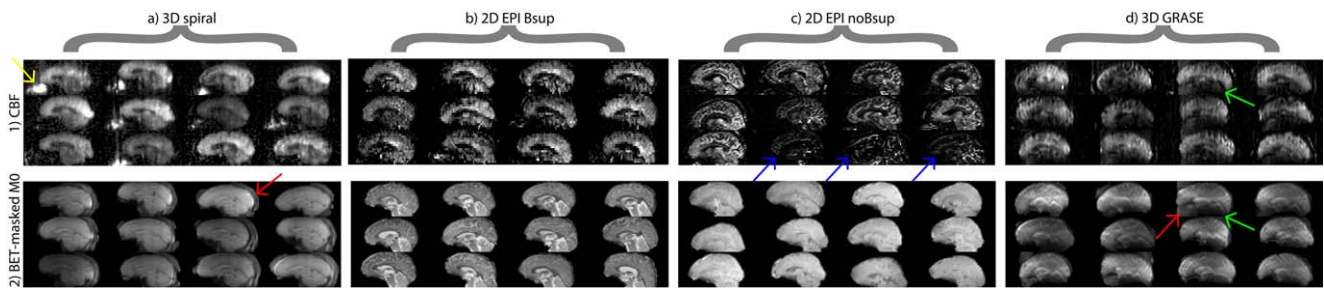 a) 3D spiral
b) 2D EPI Bsup
c) 2D EPI noBsup
d) 3D GRASE
1) CBF
2) BET-masked M0